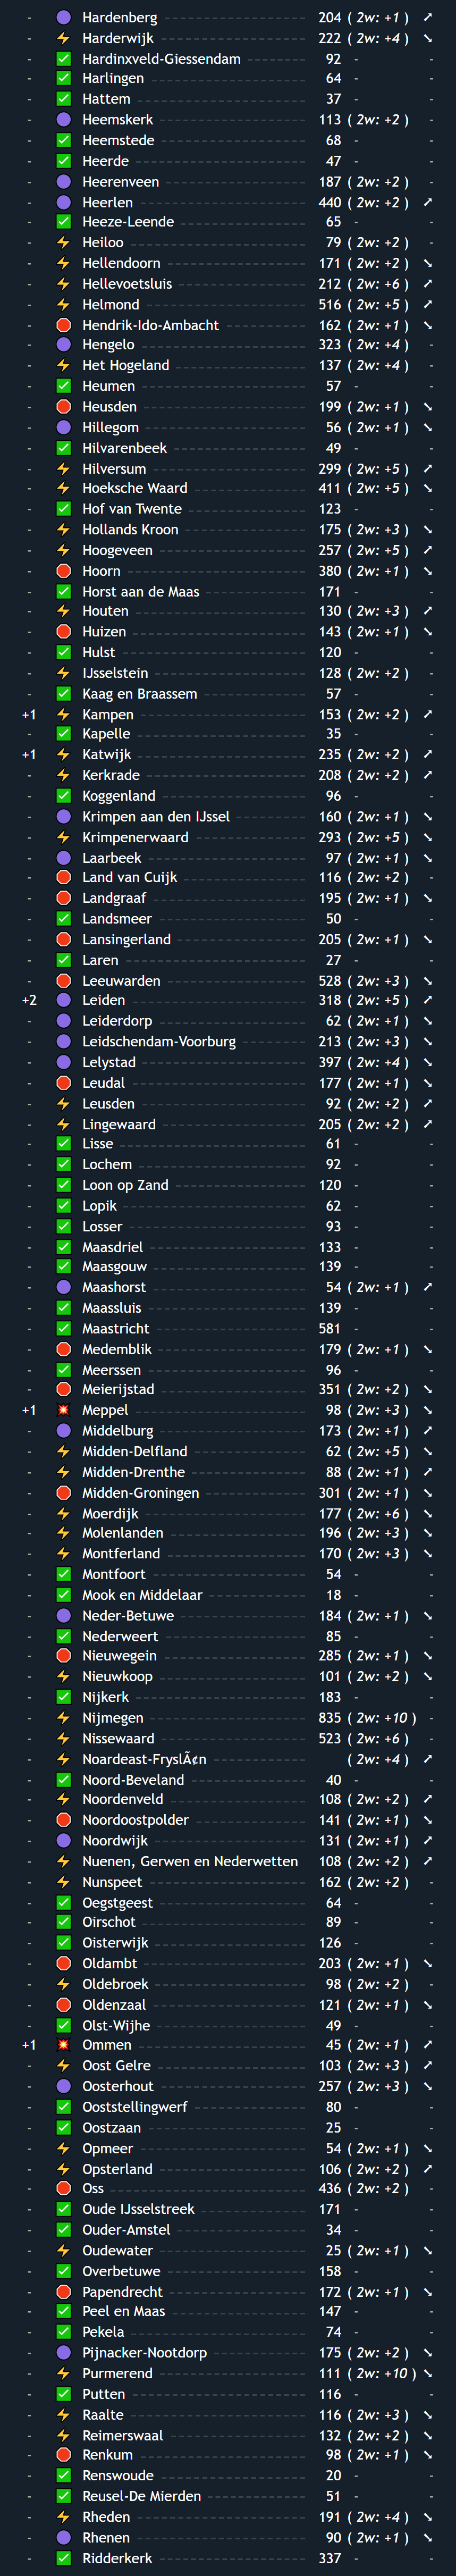 - Hardenberg 204 ( 2w: +1 ) ↗
- ⚡ Harderwijk 222 ( 2w: +4 ) ↘
- ✅ Hardinxveld-Giessendam 92 - -
- ✅ Harlingen 64 - -
- ✅ Hattem 37 - -
- Heemskerk 113 ( 2w: +2 ) -
- ✅ Heemstede 68 - -
- ✅ Heerde 47 - -
- Heerenveen 187 ( 2w: +2 ) -
- Heerlen 440 ( 2w: +2 ) ↗
- ✅ Heeze-Leende 65 - -
- ⚡ Heiloo 79 ( 2w: +2 ) -
- ⚡ Hellendoorn 171 ( 2w: +2 ) ↘
- ⚡ Hellevoetsluis 212 ( 2w: +6 ) ↗
- ⚡ Helmond 516 ( 2w: +5 ) ↗
- Hendrik-Ido-Ambacht 162 ( 2w: +1 ) ↘
- Hengelo 323 ( 2w: +4 ) -
- ⚡ Het Hogeland 137 ( 2w: +4 ) -
- ✅ Heumen 57 - -
- Heusden 199 ( 2w: +1 ) ↘
- Hillegom 56 ( 2w: +1 ) ↘
- ✅ Hilvarenbeek 49 - -
- ⚡ Hilversum 299 ( 2w: +5 ) ↗
- ⚡ Hoeksche Waard 411 ( 2w: +5 ) ↘
- ✅ Hof van Twente 123 - -
- ⚡ Hollands Kroon 175 ( 2w: +3 ) ↘
- ⚡ Hoogeveen 257 ( 2w: +5 ) ↗
- Hoorn 380 ( 2w: +1 ) ↘
- ✅ Horst aan de Maas 171 - -
- ⚡ Houten 130 ( 2w: +3 ) ↗
- Huizen 143 ( 2w: +1 ) ↘
- ✅ Hulst 120 - -
- ⚡ IJsselstein 128 ( 2w: +2 ) -
- ✅ Kaag en Braassem 57 - -
+1 ⚡ Kampen 153 ( 2w: +2 ) ↗
- ✅ Kapelle 35 - -
+1 ⚡ Katwijk 235 ( 2w: +2 ) ↗
- ⚡ Kerkrade 208 ( 2w: +2 ) ↗
- ✅ Koggenland 96 - -
- Krimpen aan den IJssel 160 ( 2w: +1 ) ↘
- ⚡ Krimpenerwaard 293 ( 2w: +5 ) ↘
- Laarbeek 97 ( 2w: +1 ) ↘
- Land van Cuijk 116 ( 2w: +2 ) -
- Landgraaf 195 ( 2w: +1 ) ↘
- ✅ Landsmeer 50 - -
- Lansingerland 205 ( 2w: +1 ) ↘
- ✅ Laren 27 - -
- Leeuwarden 528 ( 2w: +3 ) ↘
+2 Leiden 318 ( 2w: +5 ) ↗
- Leiderdorp 62 ( 2w: +1 ) ↘
- Leidschendam-Voorburg 213 ( 2w: +3 ) ↘
- Lelystad 397 ( 2w: +4 ) ↘
- Leudal 177 ( 2w: +1 ) ↘
- ⚡ Leusden 92 ( 2w: +2 ) ↗
- ⚡ Lingewaard 205 ( 2w: +2 ) ↗
- ✅ Lisse 61 - -
- ✅ Lochem 92 - -
- ✅ Loon op Zand 120 - -
- ✅ Lopik 62 - -
- ✅ Losser 93 - -
- ✅ Maasdriel 133 - -
- ✅ Maasgouw 139 - -
- Maashorst 54 ( 2w: +1 ) ↗
- ✅ Maassluis 139 - -
- ✅ Maastricht 581 - -
- Medemblik 179 ( 2w: +1 ) ↘
- ✅ Meerssen 96 - -
- Meierijstad 351 ( 2w: +2 ) ↘
+1 Meppel 98 ( 2w: +3 ) ↘
- Middelburg 173 ( 2w: +1 ) ↗
- ⚡ Midden-Delfland 62 ( 2w: +5 ) ↘
- ⚡ Midden-Drenthe 88 ( 2w: +1 ) ↗
- Midden-Groningen 301 ( 2w: +1 ) ↘
- ⚡ Moerdijk 177 ( 2w: +6 ) ↘
- ⚡ Molenlanden 196 ( 2w: +3 ) ↘
- ⚡ Montferland 170 ( 2w: +3 ) ↘
- ✅ Montfoort 54 - -
- ✅ Mook en Middelaar 18 - -
- Neder-Betuwe 184 ( 2w: +1 ) ↘
- ✅ Nederweert 85 - -
- Nieuwegein 285 ( 2w: +1 ) ↘
- ⚡ Nieuwkoop 101 ( 2w: +2 ) ↘
- ✅ Nijkerk 183 - -
- ⚡ Nijmegen 835 ( 2w: +10 ) -
- ⚡ Nissewaard 523 ( 2w: +6 ) -
- ⚡ Noardeast-FryslÃ¢n ( 2w: +4 ) ↗
- ✅ Noord-Beveland 40 - -
- ⚡ Noordenveld 108 ( 2w: +2 ) ↗
- Noordoostpolder 141 ( 2w: +1 ) ↘
- Noordwijk 131 ( 2w: +1 ) ↗
- ⚡ Nuenen, Gerwen en Nederwetten 108 ( 2w: +2 ) ↗
- ⚡ Nunspeet 162 ( 2w: +2 ) -
- ✅ Oegstgeest 64 - -
- ✅ Oirschot 89 - -
- ✅ Oisterwijk 126 - -
- Oldambt 203 ( 2w: +1 ) ↘
- ⚡ Oldebroek 98 ( 2w: +2 ) -
- Oldenzaal 121 ( 2w: +1 ) ↘
- ✅ Olst-Wijhe 49 - -
+1 Ommen 45 ( 2w: +1 ) ↗
- ⚡ Oost Gelre 103 ( 2w: +3 ) ↗
- Oosterhout 257 ( 2w: +3 ) ↘
- ✅ Ooststellingwerf 80 - -
- ✅ Oostzaan 25 - -
- ⚡ Opmeer 54 ( 2w: +1 ) ↘
- ⚡ Opsterland 106 ( 2w: +2 ) ↗
- Oss 436 ( 2w: +2 ) -
- ✅ Oude IJsselstreek 171 - -
- ✅ Ouder-Amstel 34 - -
- ⚡ Oudewater 25 ( 2w: +1 ) ↘
- ✅ Overbetuwe 158 - -
- Papendrecht 172 ( 2w: +1 ) ↘
- ✅ Peel en Maas 147 - -
- ✅ Pekela 74 - -
- Pijnacker-Nootdorp 175 ( 2w: +2 ) ↘
- ⚡ Purmerend 111 ( 2w: +10 ) ↘
- ✅ Putten 116 - -
- ⚡ Raalte 116 ( 2w: +3 ) ↘
- ⚡ Reimerswaal 132 ( 2w: +2 ) ↘
- Renkum 98 ( 2w: +1 ) ↘
- ✅ Renswoude 20 - -
- ✅ Reusel-De Mierden 51 - -
- ⚡ Rheden 191 ( 2w: +4 ) ↘
- Rhenen 90 ( 2w: +1 ) ↘
- ✅ Ridderkerk 337 - -